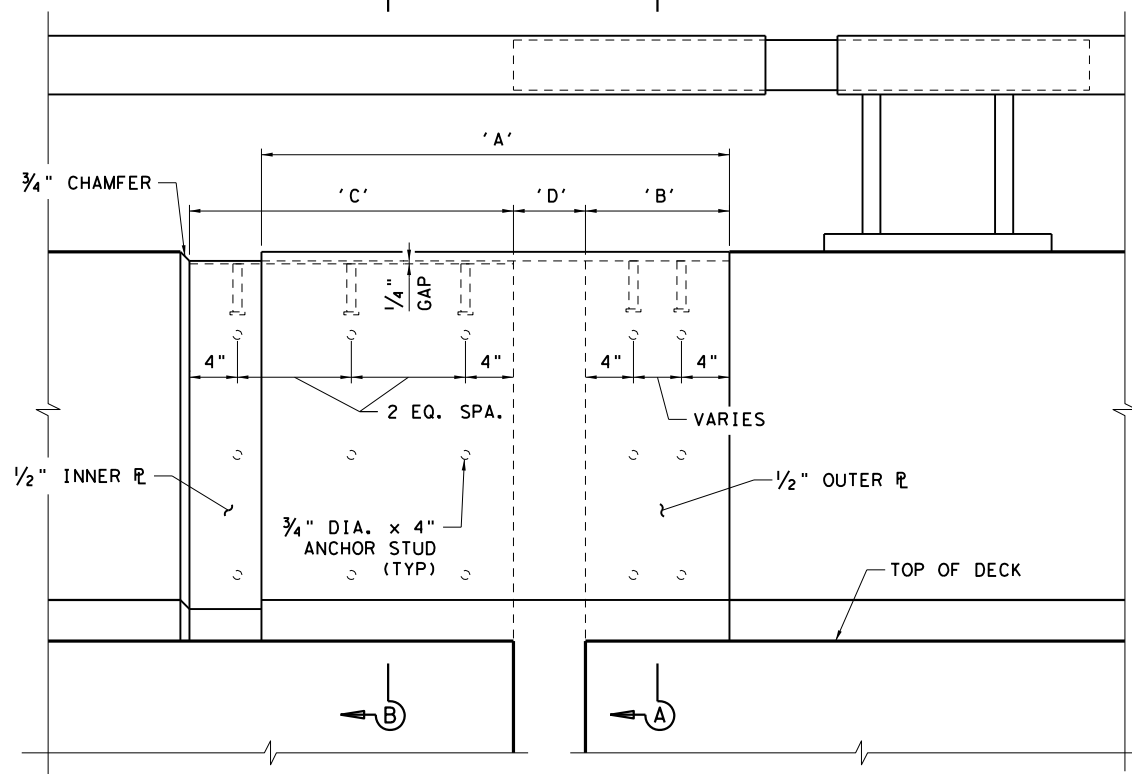 'A'
¾" CHAMFER
'C'
'D'
'B'
¼"
GAP
4"
4"
4"
4"
2 EQ. SPA.
VARIES
½" INNER ℄
½" OUTER ℄
¾" DIA. x 4"
ANCHOR STUD
(TYP)
TOP OF DECK
B
A